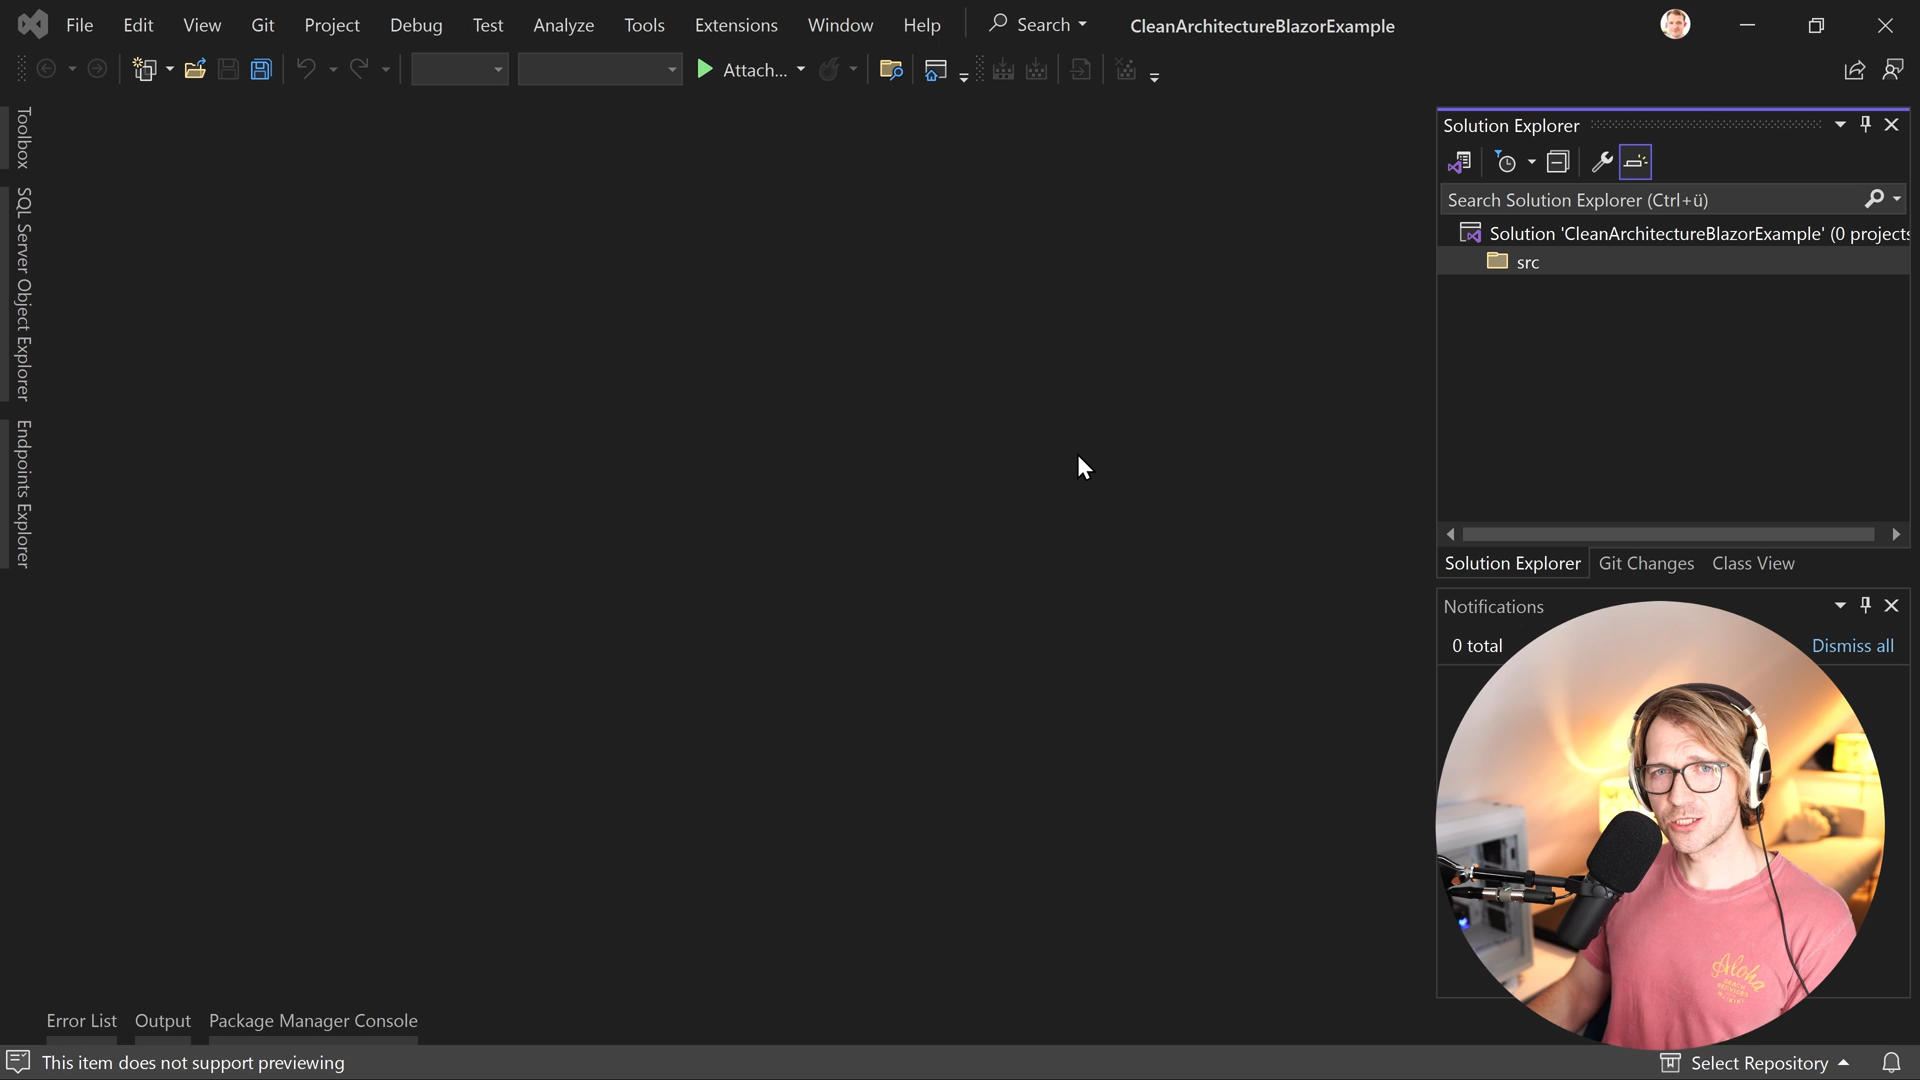 File Edit View Git Project Debug Test Analyze Tools Extensions Window Help Search CleanArchitectureBlazorExample
Attach...
Toolbox
SQL Server Object Explorer
Endpoints Explorer
Solution Explorer
Search Solution Explorer (Ctrl+ü)
Solution 'CleanArchitectureBlazorExample' (0 projects
src
Solution Explorer Git Changes Class View
Notifications
0 total Dismiss all
Aloha
Error List Output Package Manager Console
This item does not support previewing Select Repository